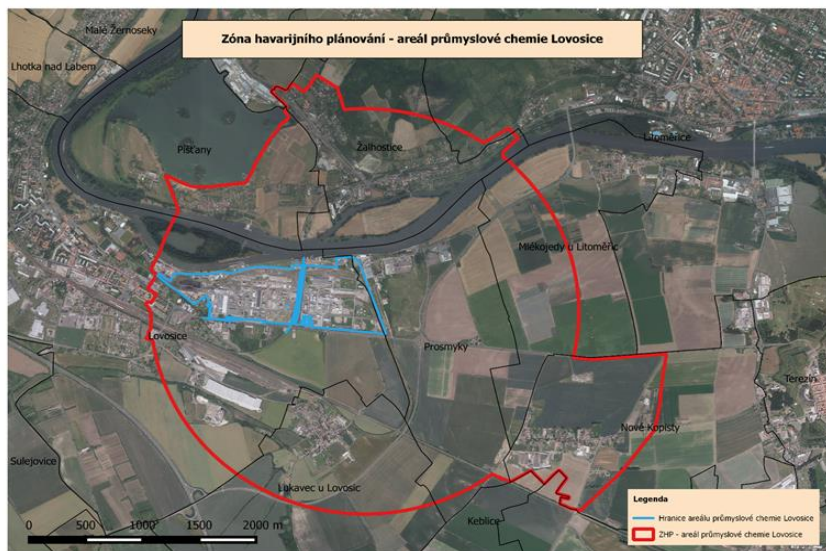 Zóna havarijního plánování - areál průmyslové chemie Lovosice
Malé Žernoseky
Lhotka nad Labem
Píšťany
Žalhostice
Litoměřice
Mlékojedy u Litoměřic
Lovosice
Prosmyky
Terezín
Nové Kopisty
Sulejovice
Lukavec u Lovosic
Keblice
Legenda
Hranice areálu průmyslové chemie Lovosice
ZHP - areál průmyslové chemie Lovosice
0 500 1000 1500 2000 m